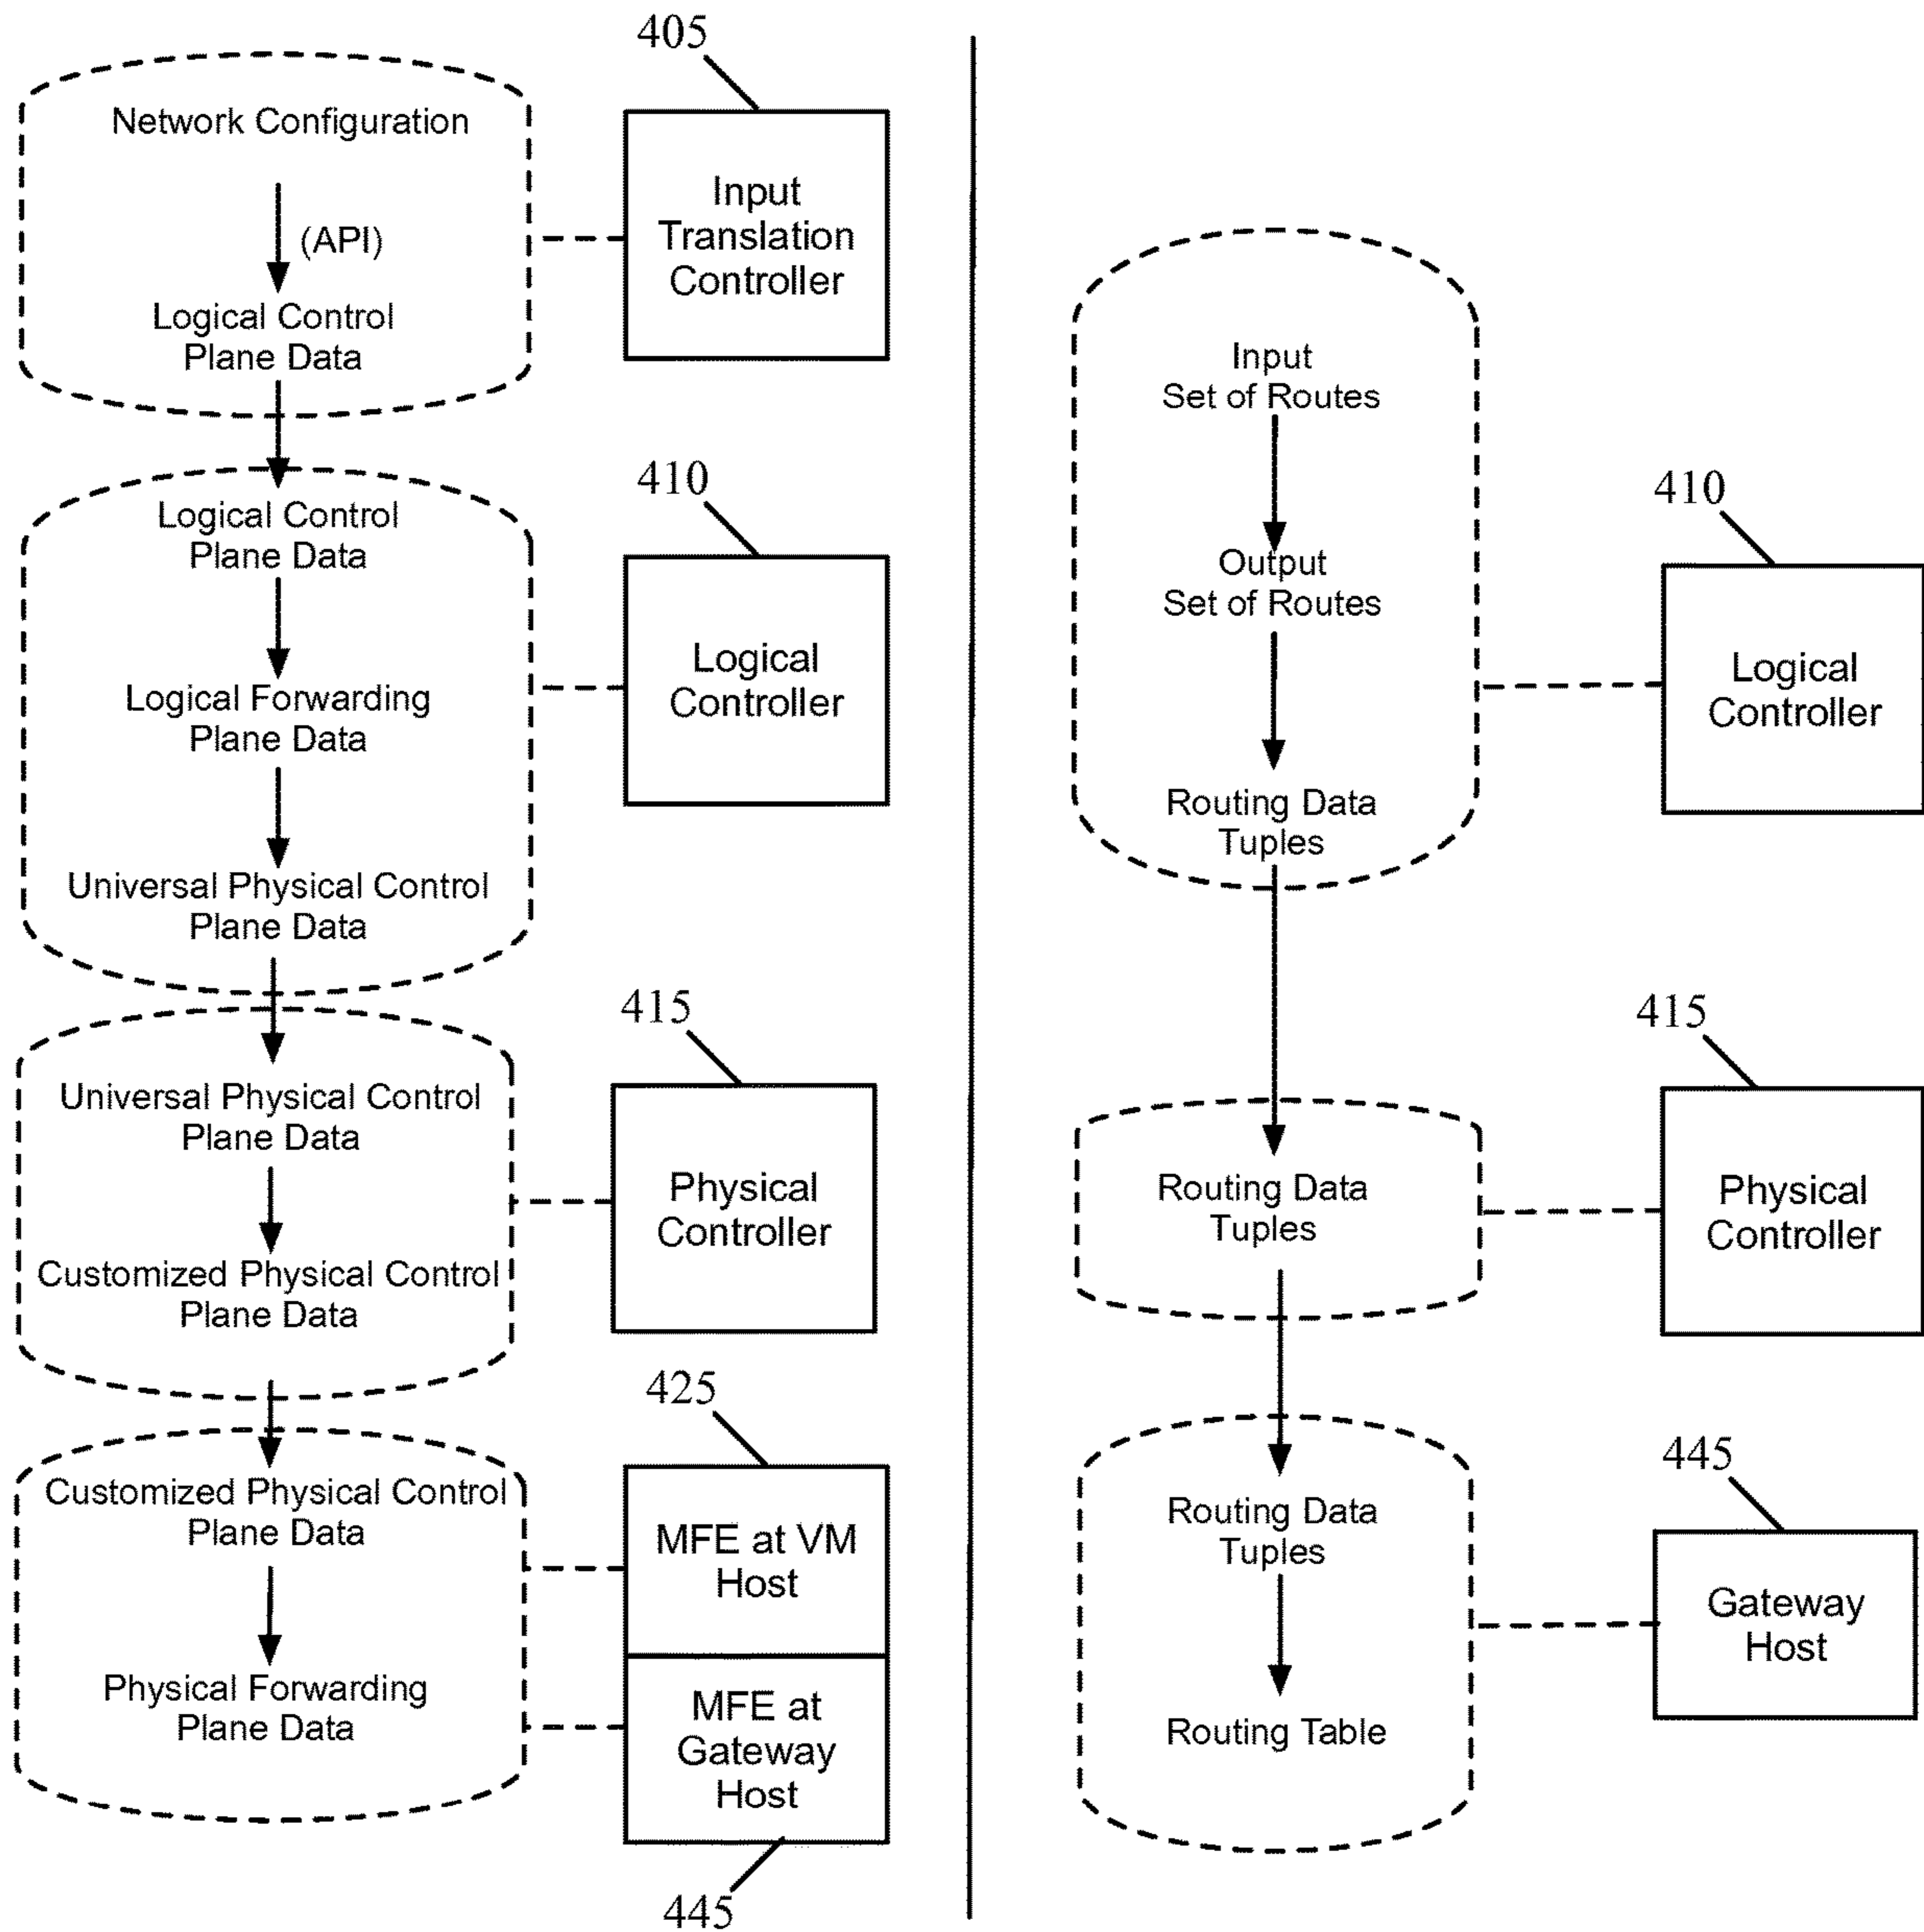 405
Network Configuration
(API)
Logical Control
Plane Data
Input
Translation
Controller
410
Logical Control
Plane Data
Logical Forwarding
Plane Data
Universal Physical Control
Plane Data
Logical
Controller
415
Universal Physical Control
Plane Data
Customized Physical Control
Plane Data
Physical
Controller
425
Customized Physical Control
Plane Data
Physical Forwarding
Plane Data
MFE at VM
Host
MFE at
Gateway
Host
445
Input
Set of Routes
Output
Set of Routes
Routing Data
Tuples
410
Logical
Controller
415
Routing Data
Tuples
Physical
Controller
445
Routing Data
Tuples
Routing Table
Gateway
Host